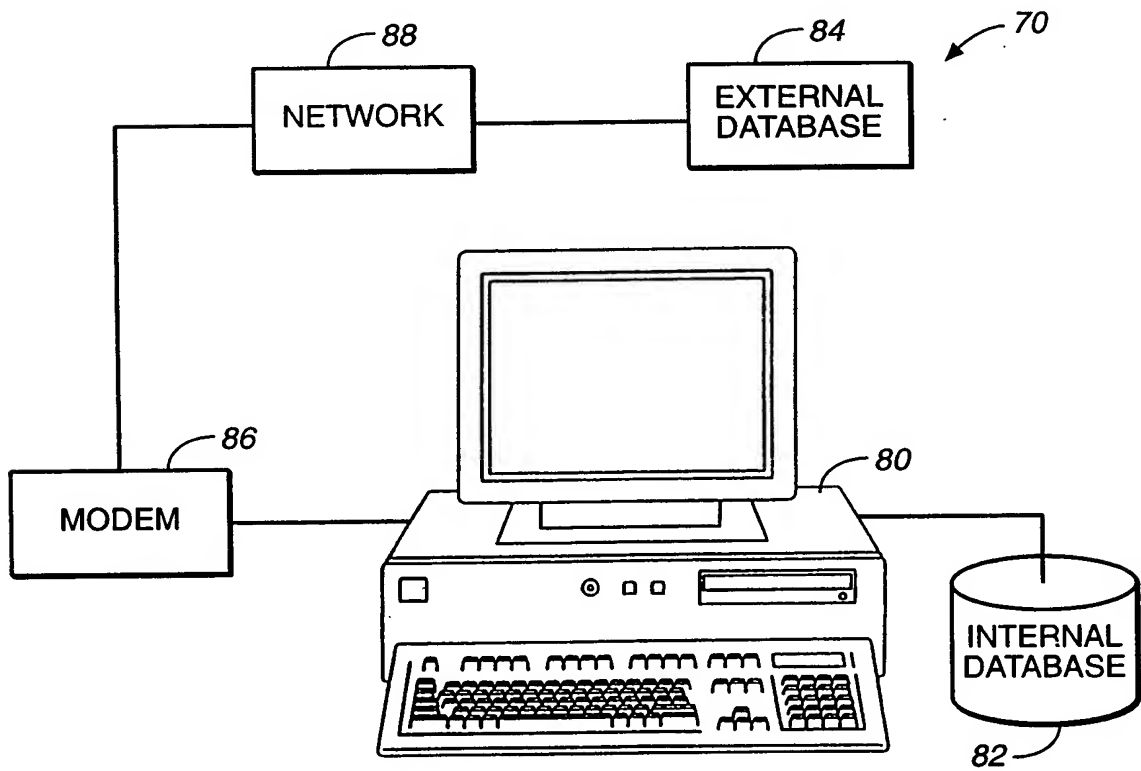 88
84
70
NETWORK
EXTERNAL
DATABASE
86
80
MODEM
INTERNAL
DATABASE
82